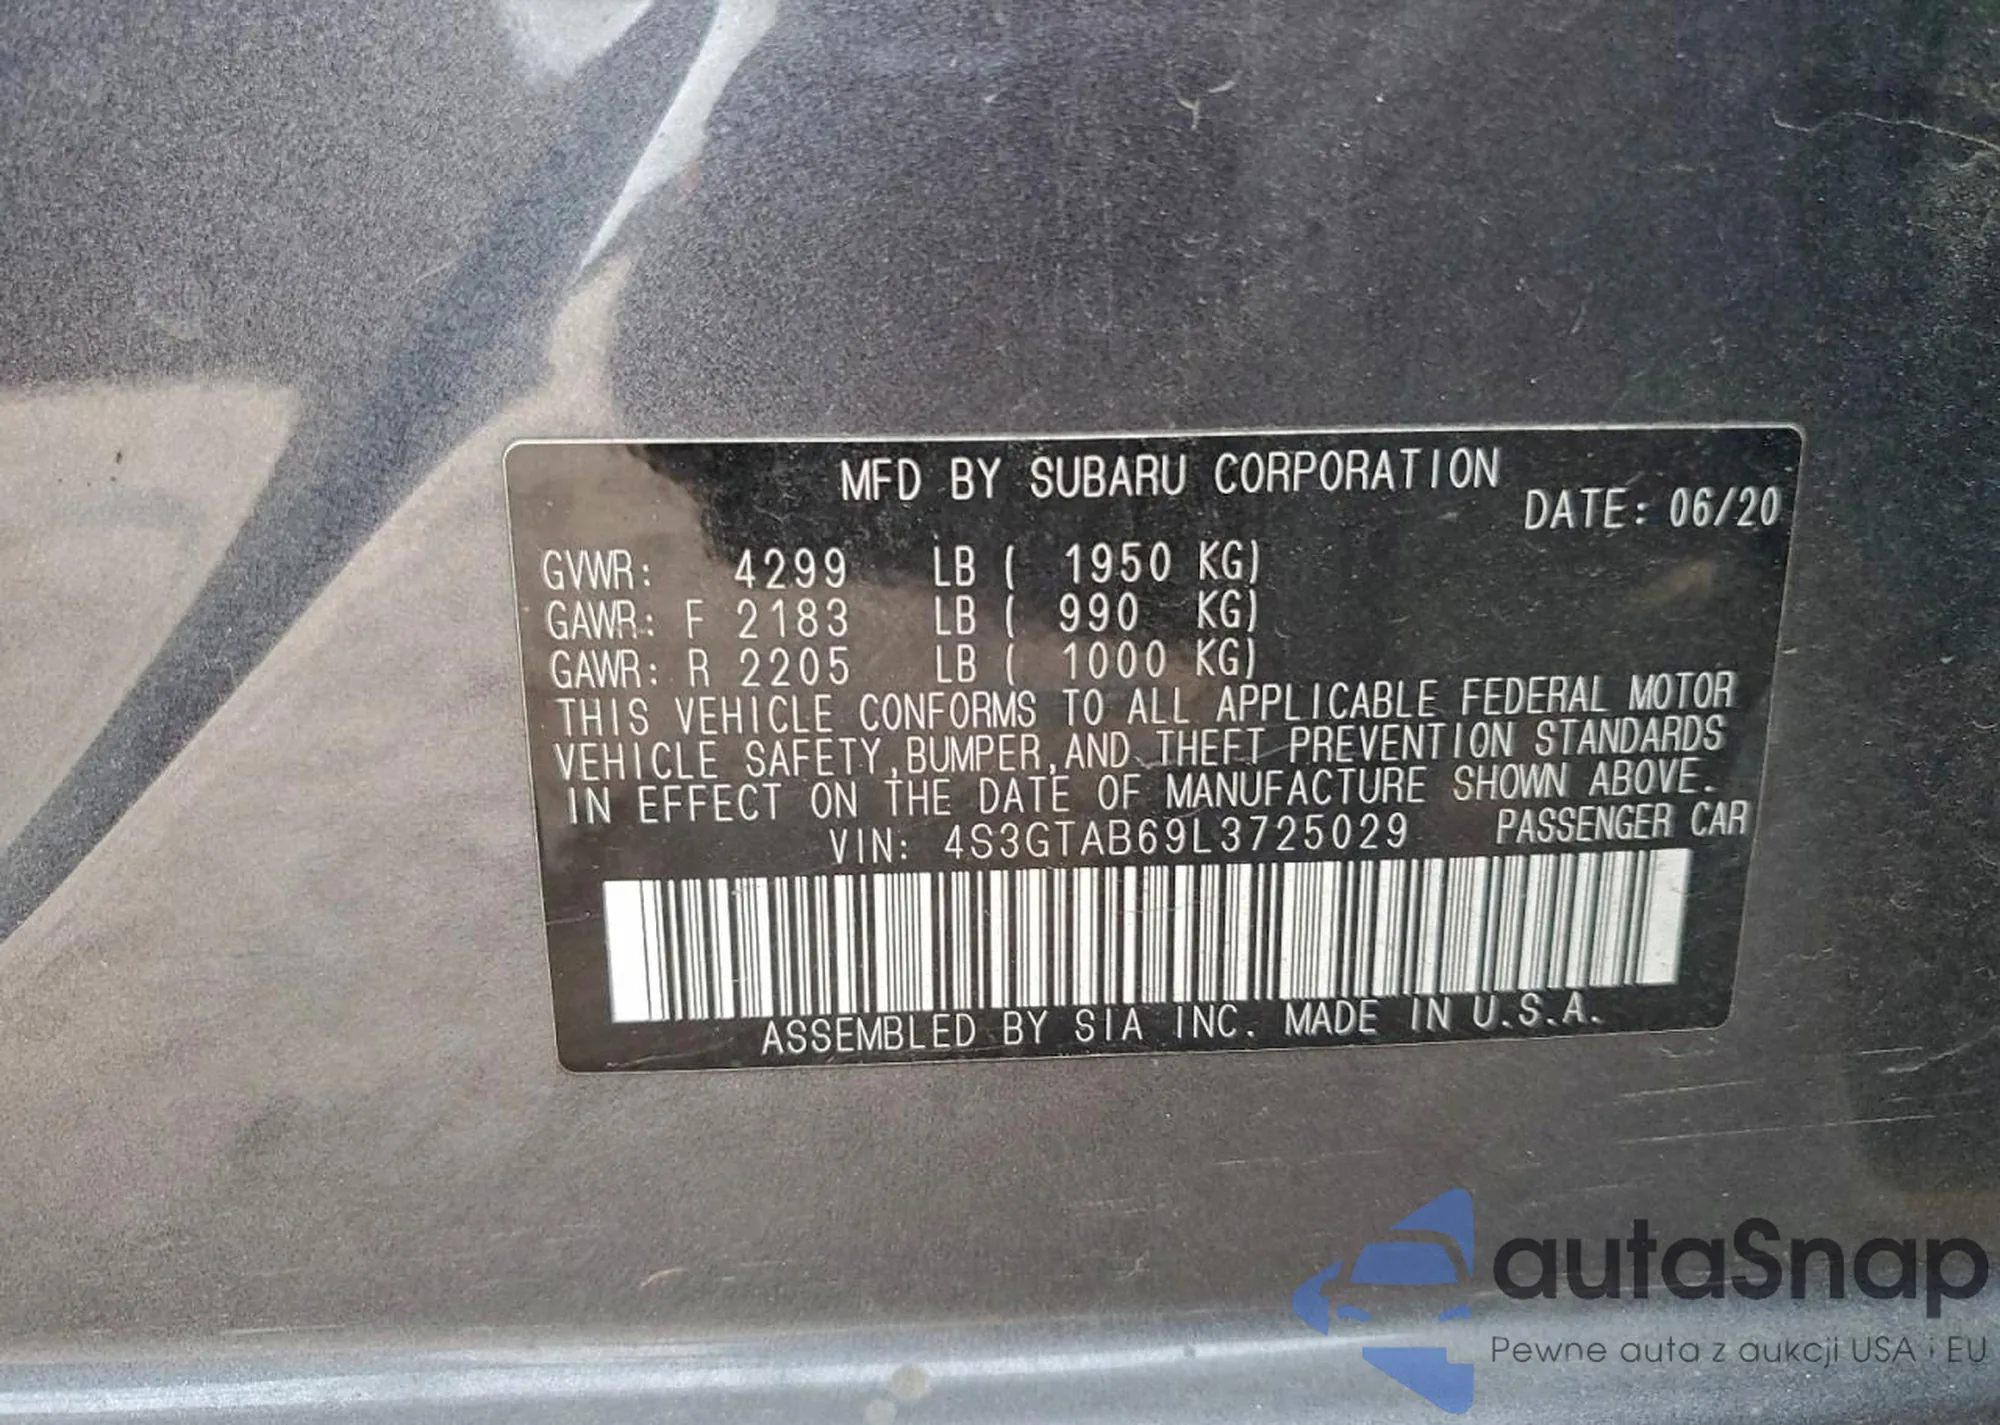 MFD BY SUBARU CORPORATION
DATE: 06/20
GVWR: 4299 LB ( 1950 KG)
GAWR: F 2183 LB ( 990 KG)
GAWR: R 2205 LB ( 1000 KG)
THIS VEHICLE CONFORMS TO ALL APPLICABLE FEDERAL MOTOR
VEHICLE SAFETY,BUMPER,AND THEFT PREVENTION STANDARDS
IN EFFECT ON THE DATE OF MANUFACTURE SHOWN ABOVE.
VIN: 4S3GTAB69L3725029 PASSENGER CAR
ASSEMBLED BY SIA INC. MADE IN U.S.A.
autaSnap
Pewne auta z aukcji USA i EU